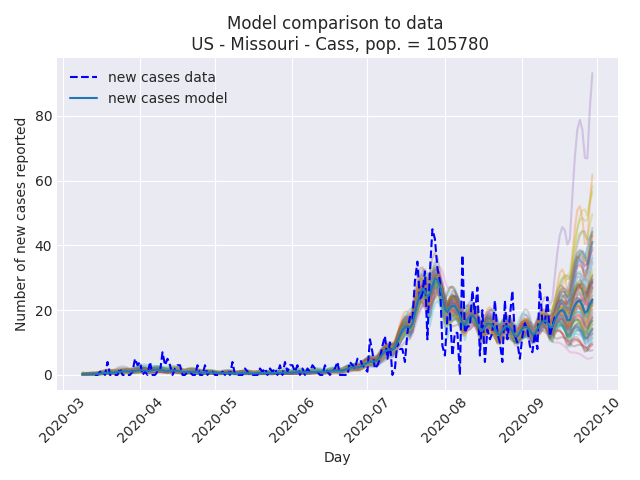 Model comparison to data
US - Missouri - Cass, pop. = 105780
new cases data
new cases model
Number of new cases reported
80
60
40
20
0
2020-03
2020-04
2020-05
2020-06
2020-07
2020-08
2020-09
2020-10
Day